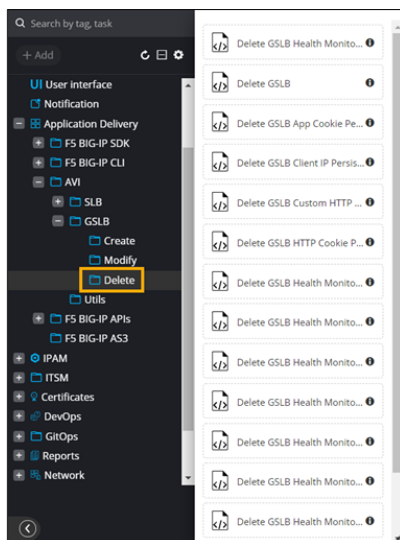 Search by tag, task
+ Add
UI User interface
Notification
Application Delivery
F5 BIG-IP SDK
F5 BIG-IP CLI
AVI
SLB
GSLB
Create
Modify
Delete
Utils
F5 BIG-IP APIs
F5 BIG-IP AS3
IPAM
ITSM
Certificates
DevOps
GitOps
Reports
Network
Delete GSLB Health Monito...
Delete GSLB
Delete GSLB App Cookie Pe...
Delete GSLB Client IP Persis...
Delete GSLB Custom HTTP ...
Delete GSLB HTTP Cookie P...
Delete GSLB Health Monito...
Delete GSLB Health Monito...
Delete GSLB Health Monito...
Delete GSLB Health Monito...
Delete GSLB Health Monito...
Delete GSLB Health Monito...
Delete GSLB Health Monito...